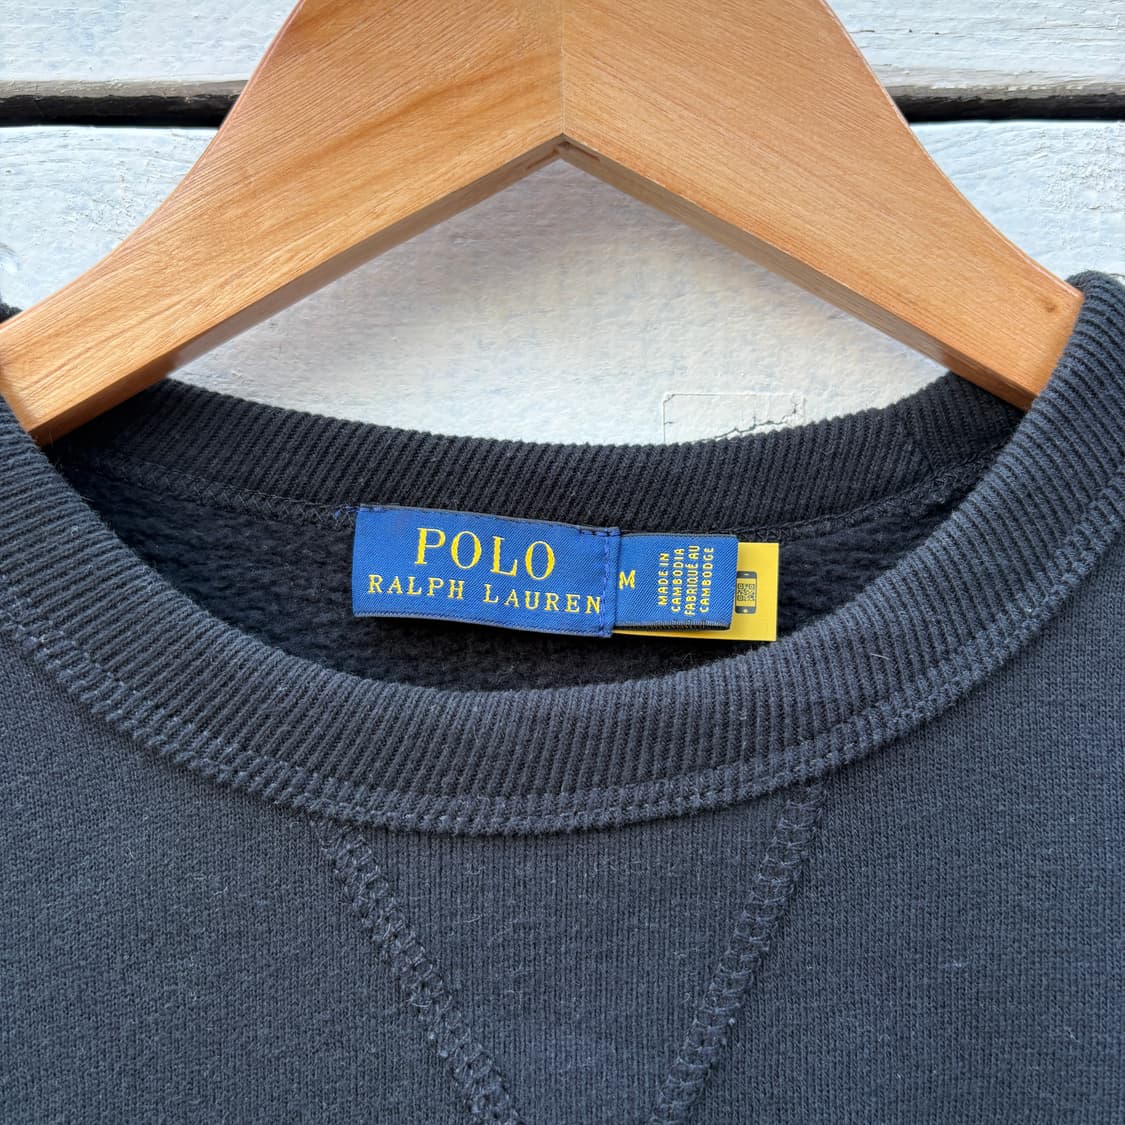 POLO
RALPH LAUREN
M
MADE IN
CAMBODIA
FABRIQUÉ AU
CAMBODGE